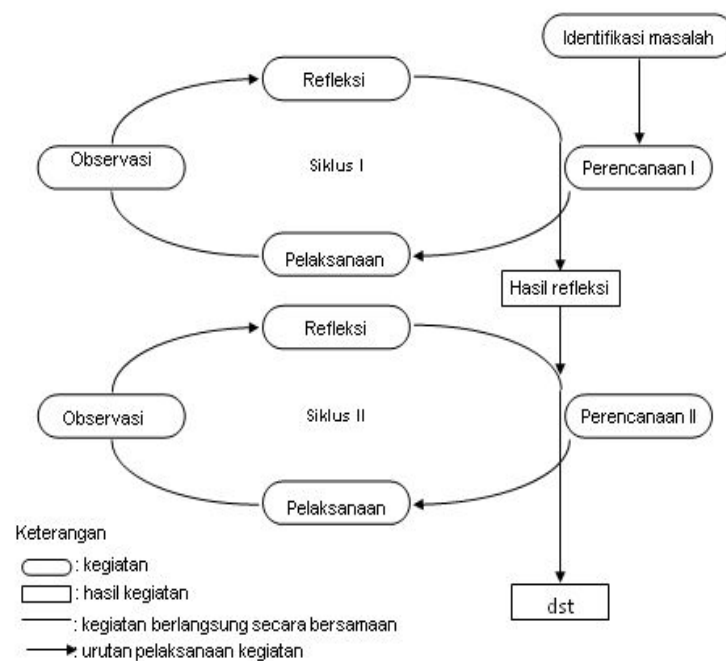 Identifikasi masalah
Refleksi
Observasi
Siklus I
Perencanaan I
Pelaksanaan
Hasil refleksi
Refleksi
Observasi
Siklus II
Perencanaan II
Pelaksanaan
Keterangan
: kegiatan
: hasil kegiatan
: kegiatan berlangsung secara bersamaan
: urutan pelaksanaan kegiatan
dst